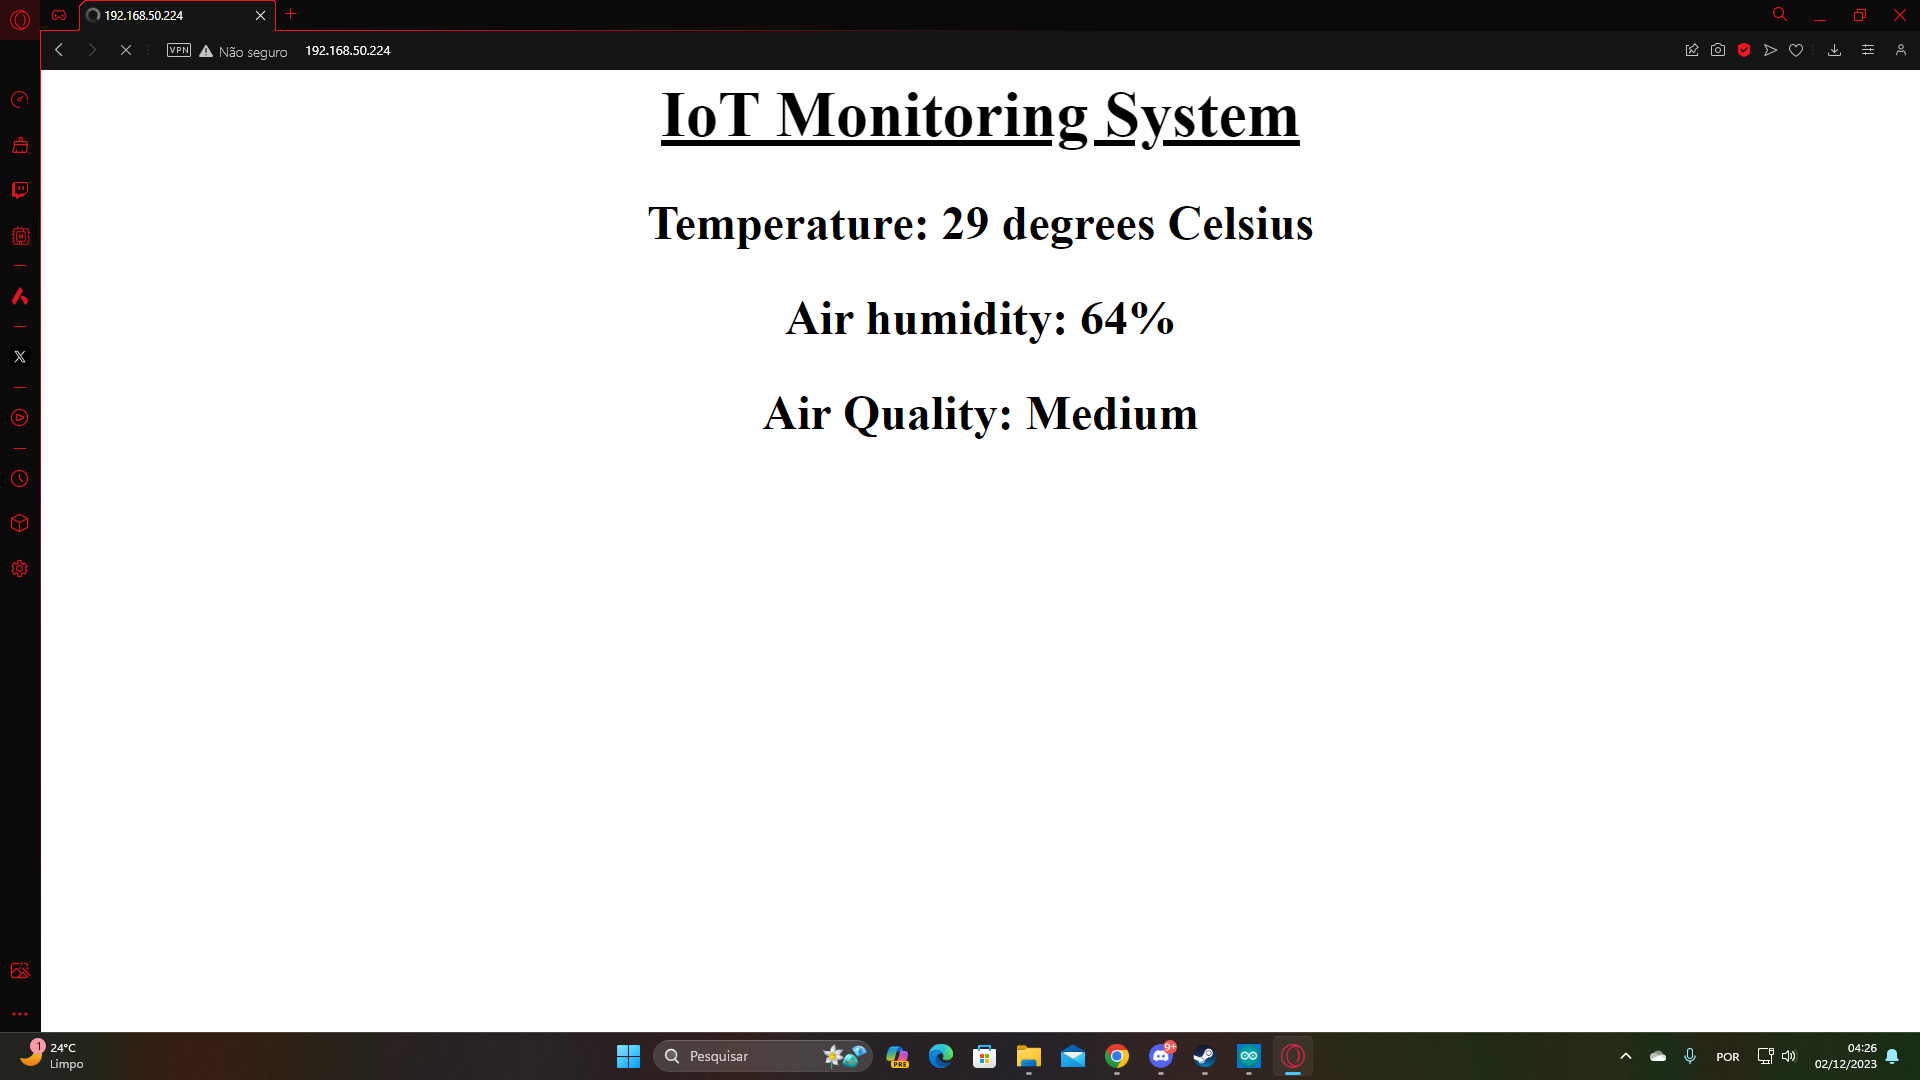 192.168.50.224
VPN
Não seguro
192.168.50.224
IoT Monitoring System
Temperature: 29 degrees Celsius
Air humidity: 64%
Air Quality: Medium
1
24°C
Limpo
Pesquisar
PRE
9+
POR
04:26
02/12/2023